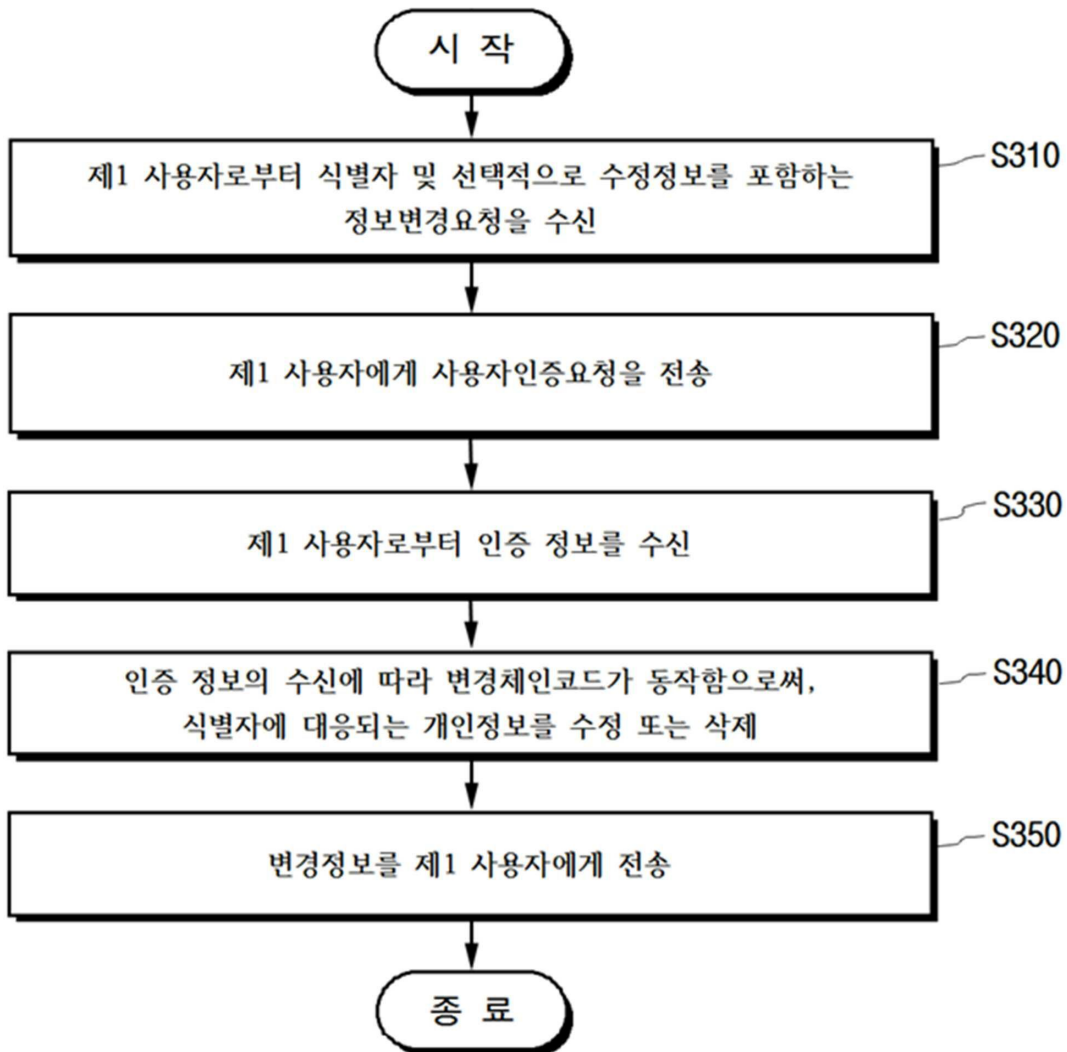 시 작
제1 사용자로부터 식별자 및 선택적으로 수정정보를 포함하는
정보변경요청을 수신
S310
제1 사용자에게 사용자인증요청을 전송
S320
제1 사용자로부터 인증 정보를 수신
S330
인증 정보의 수신에 따라 변경체인코드가 동작함으로써,
식별자에 대응되는 개인정보를 수정 또는 삭제
S340
변경정보를 제1 사용자에게 전송
S350
종 료